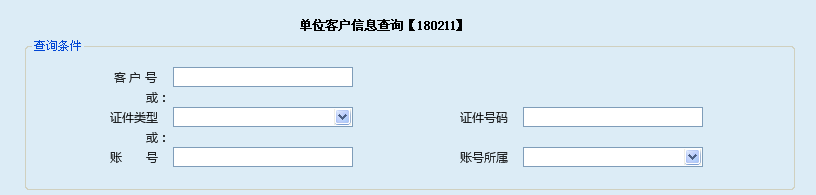 单位客户信息查询【180211】
查询条件
客 户 号
或：
证件类型 证件号码
或：
账 号 账号所属